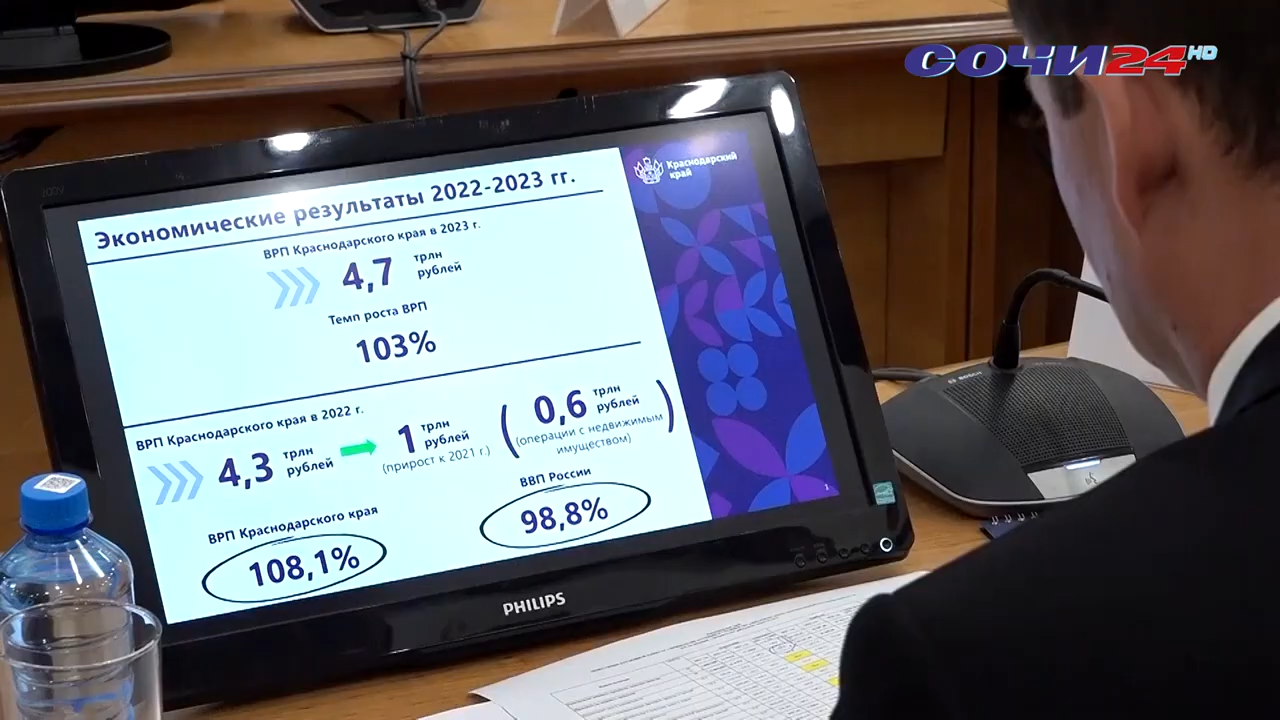 СОЧИ24HD
Экономические результаты 2022-2023 гг.
Краснодарский
край
ВРП Краснодарского края в 2023 г.
4,7 трлн
рублей
Темп роста ВРП
103%
ВРП Краснодарского края в 2022 г.
4,3 трлн
рублей
1 трлн
рублей
(прирост к 2021 г.)
(0,6 трлн
рублей
(операции с недвижимым
имуществом))
ВРП Краснодарского края
108,1%
ВВП России
98,8%
1
PHILIPS
BOSCH